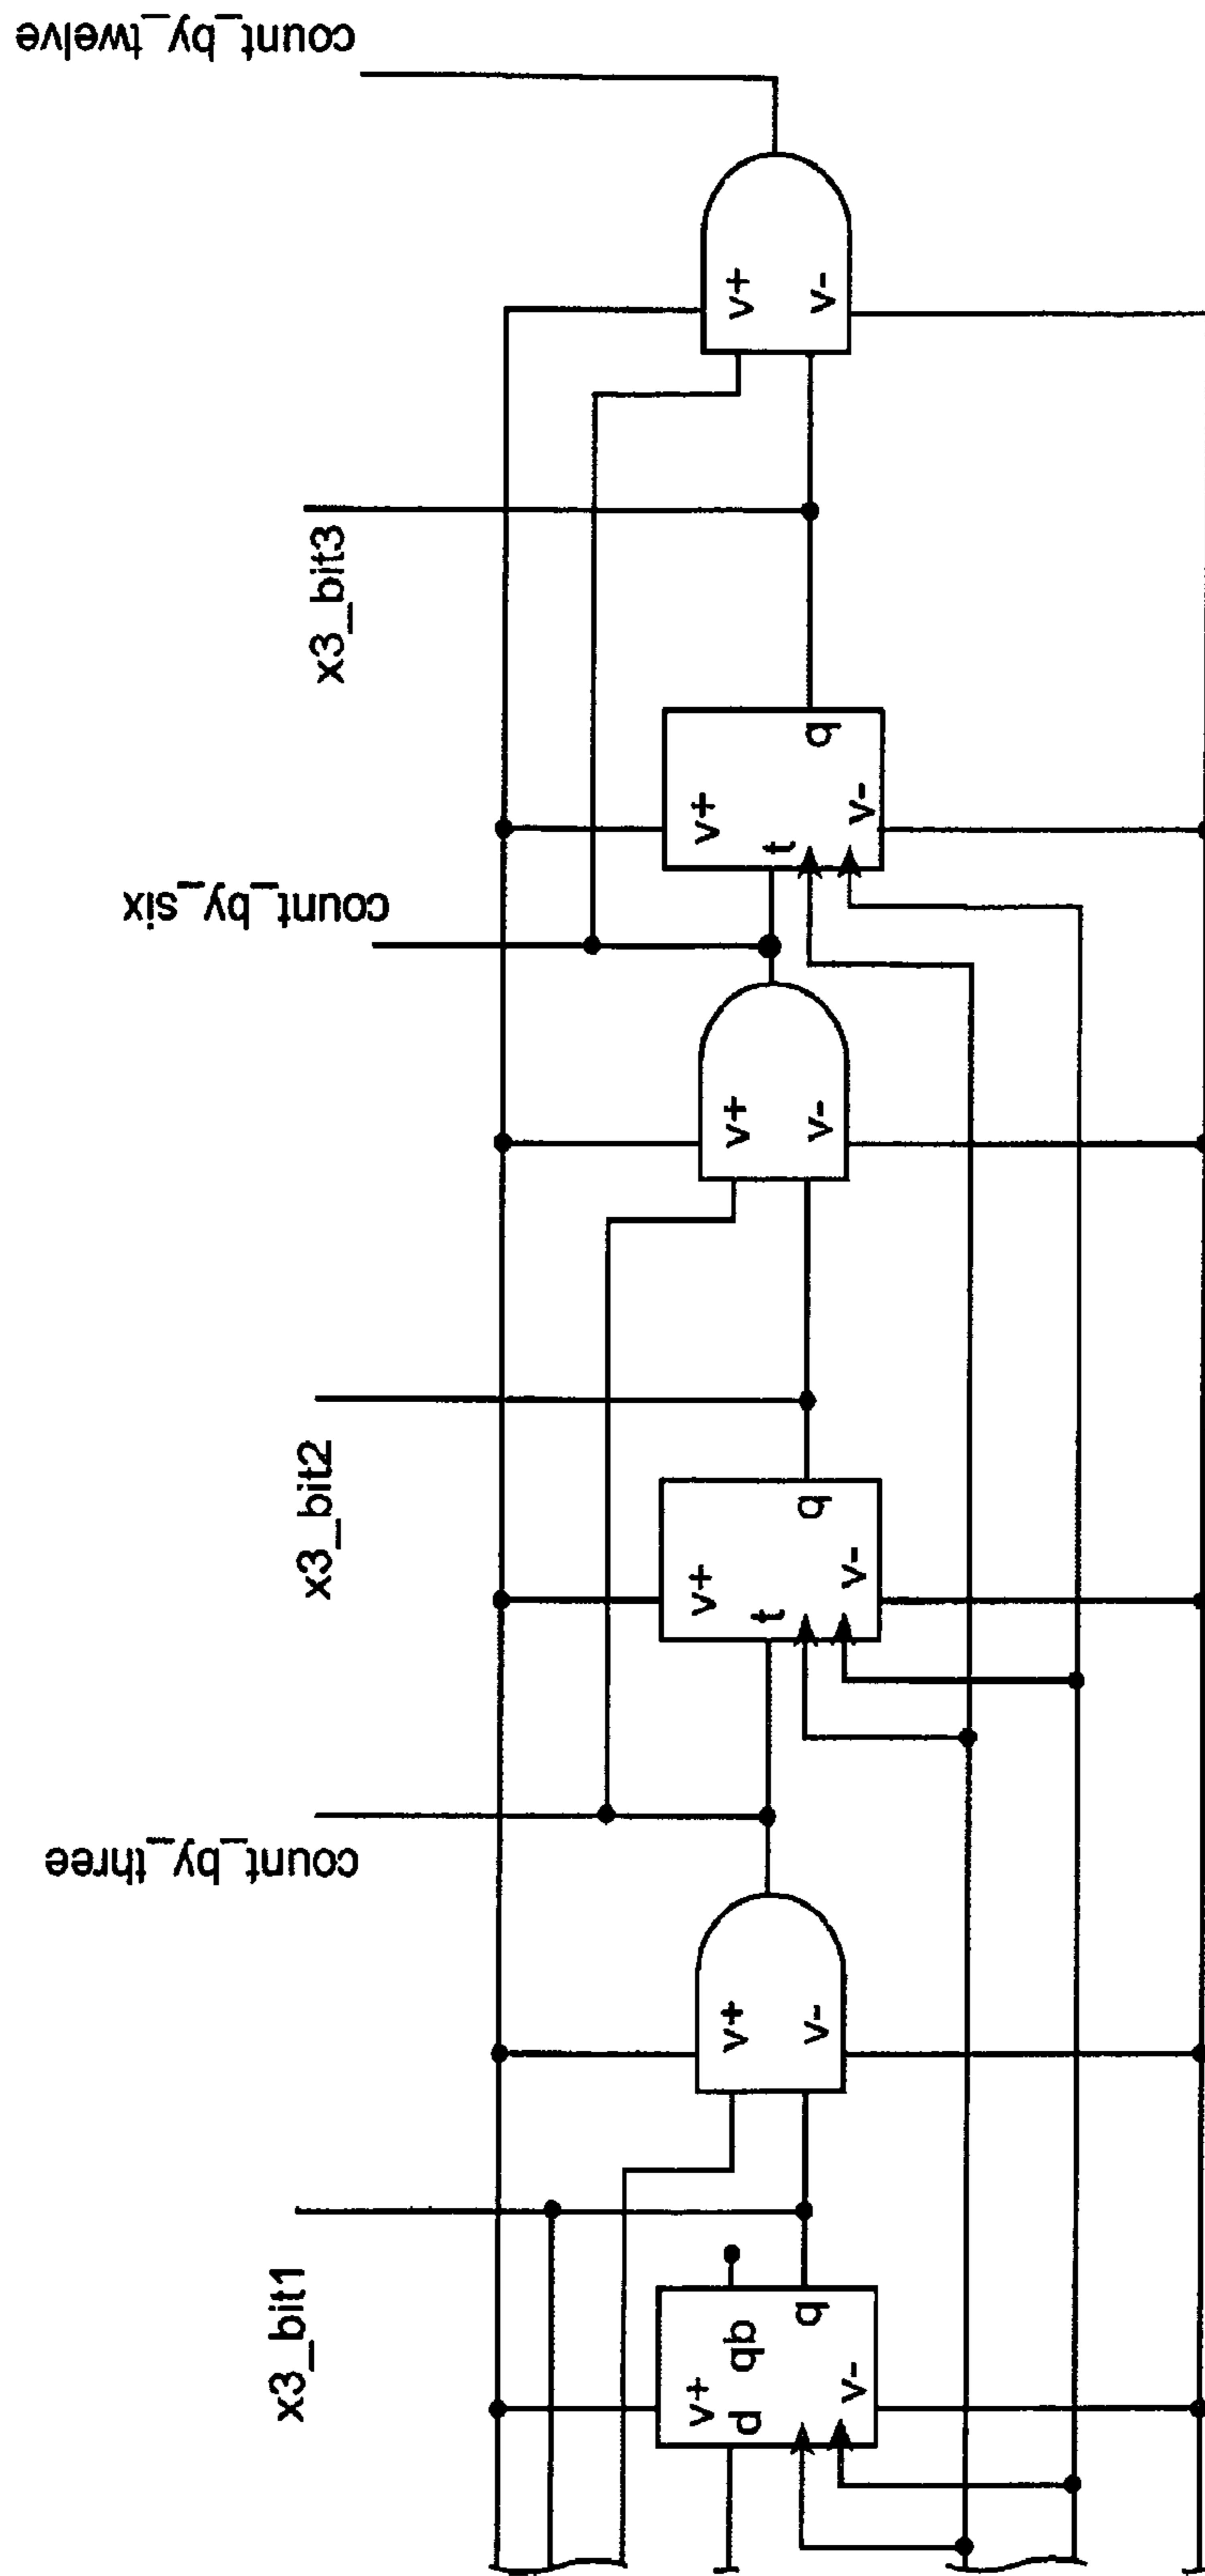 x3_bit1
count_by_three
x3_bit2
count_by_six
x3_bit3
count_by_twelve
v+
d
qb
q
v-
v+
v-
v+
t
q
v-
v+
v-
v+
t
q
v-
v+
v-